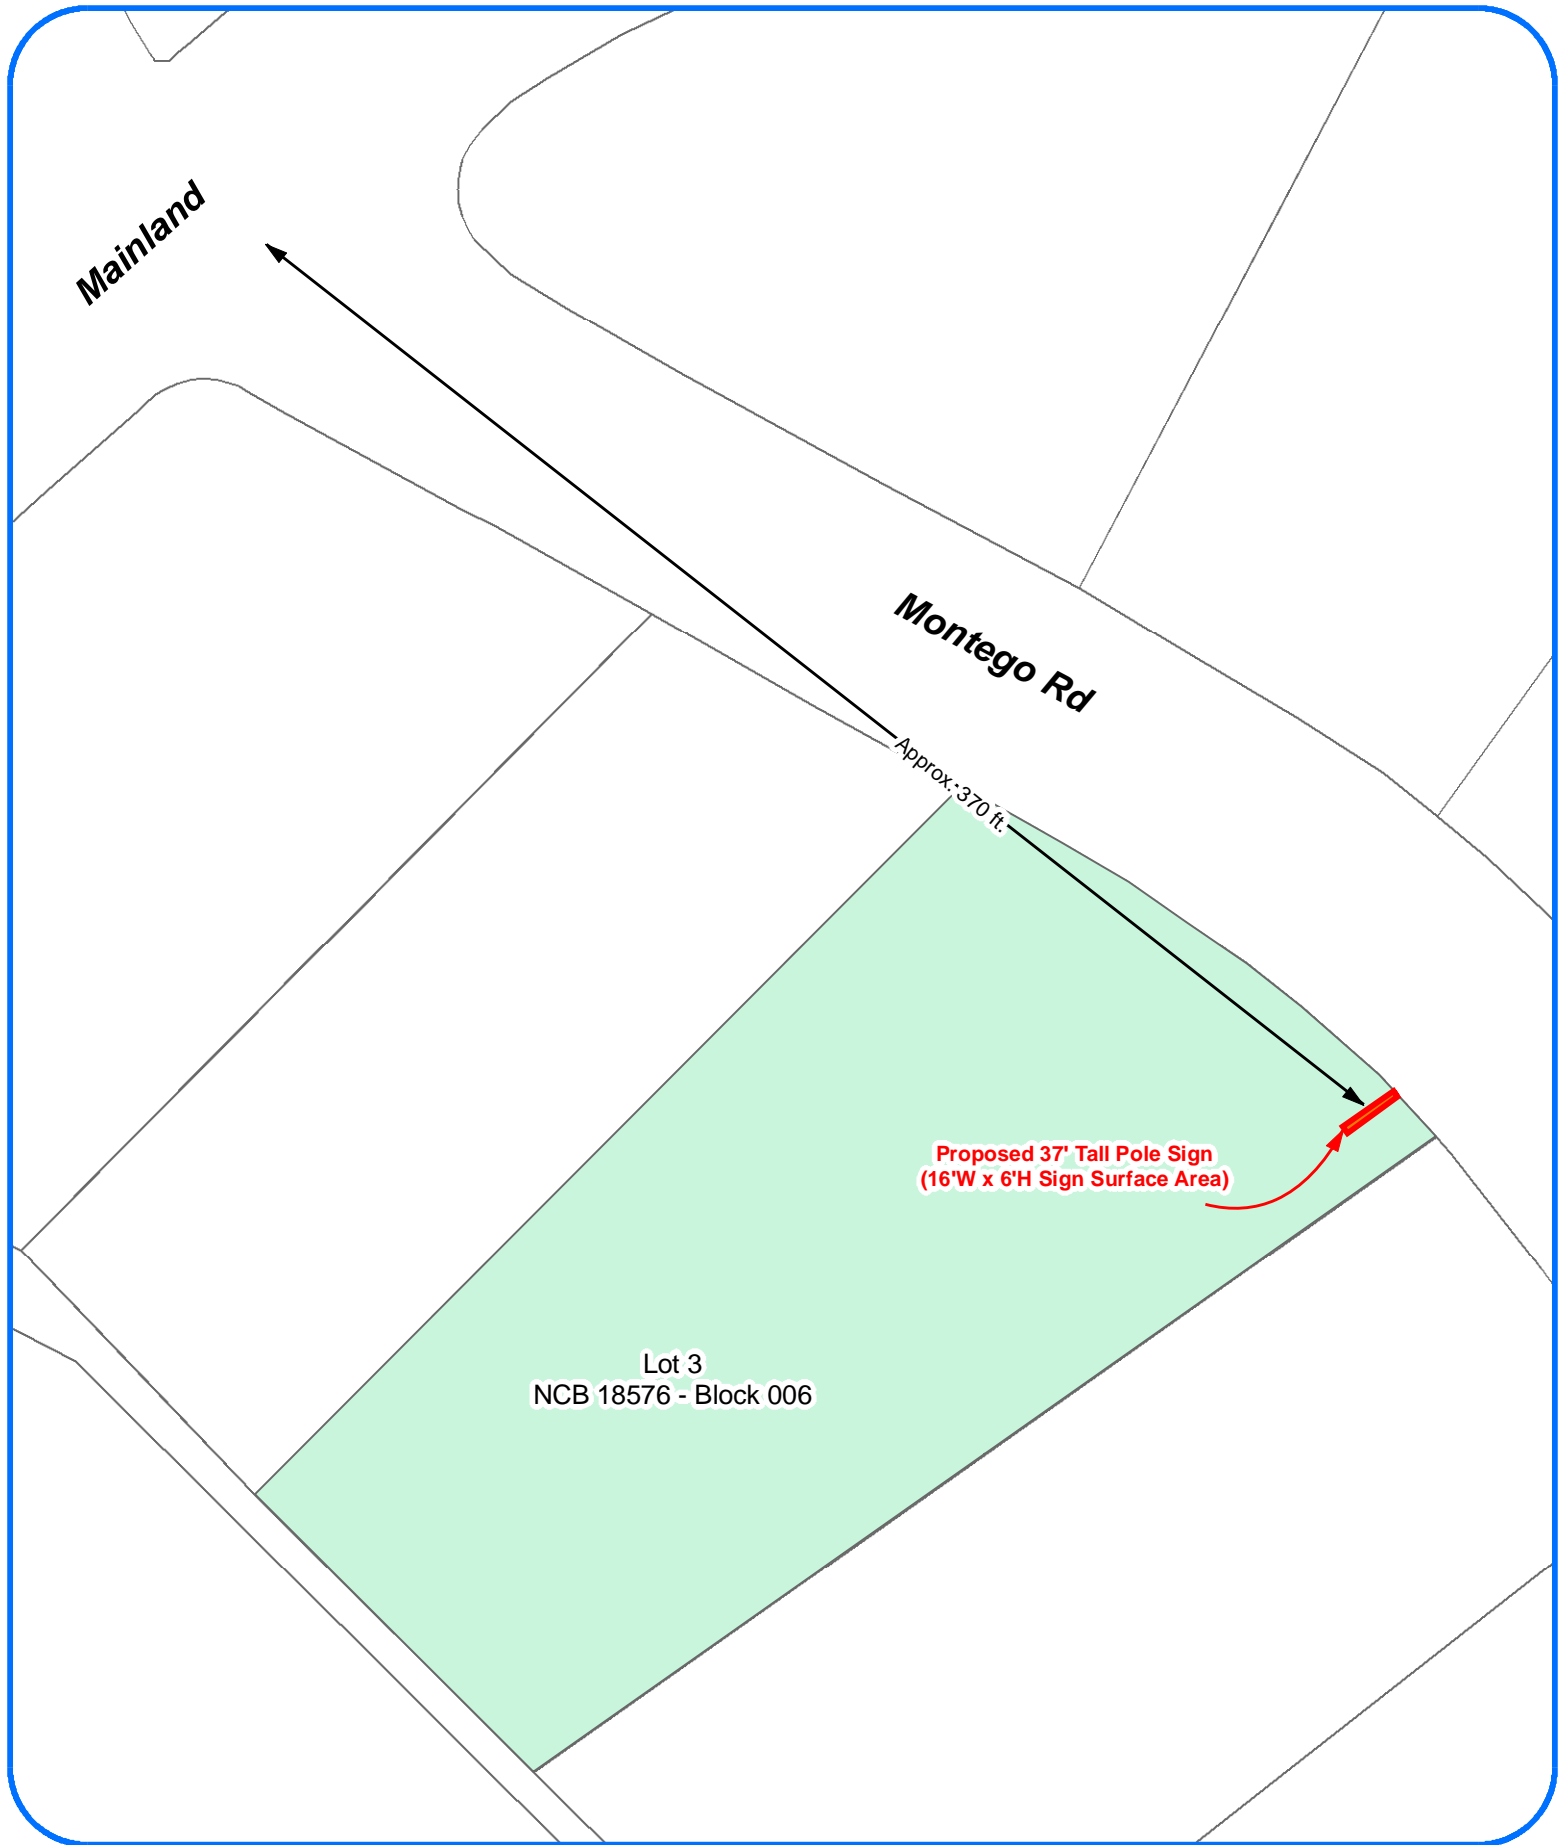 Mainland
Montego Rd
Approx. 370 ft.
Proposed 37' Tall Pole Sign
(16'W x 6'H Sign Surface Area)
Lot 3
NCB 18576 - Block 006